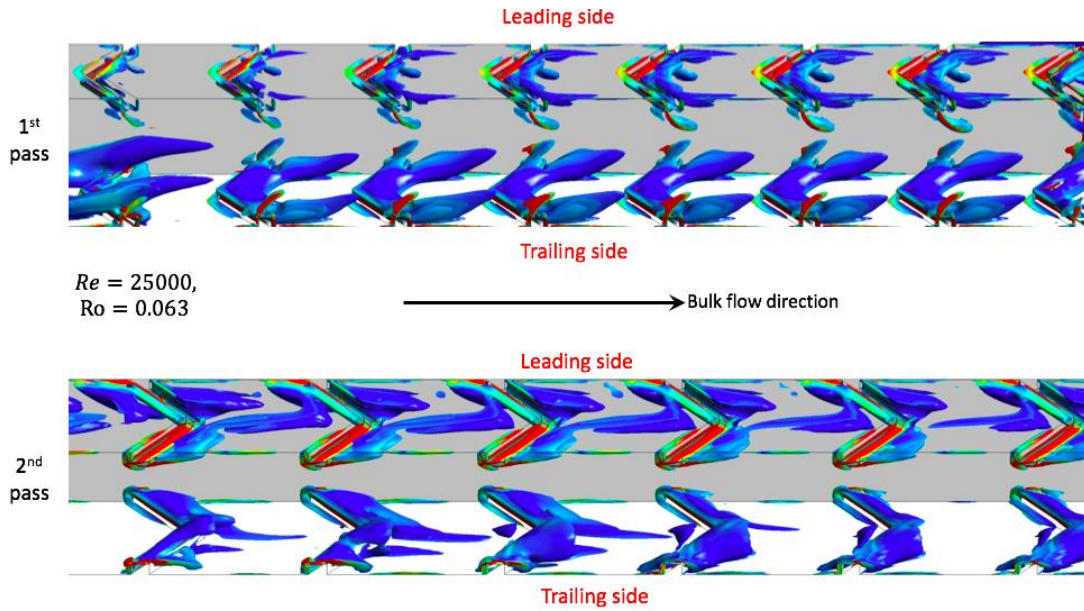 Leading side
1st
pass
Trailing side
Re = 25000,
Ro = 0.063
Bulk flow direction
Leading side
2nd
pass
Trailing side